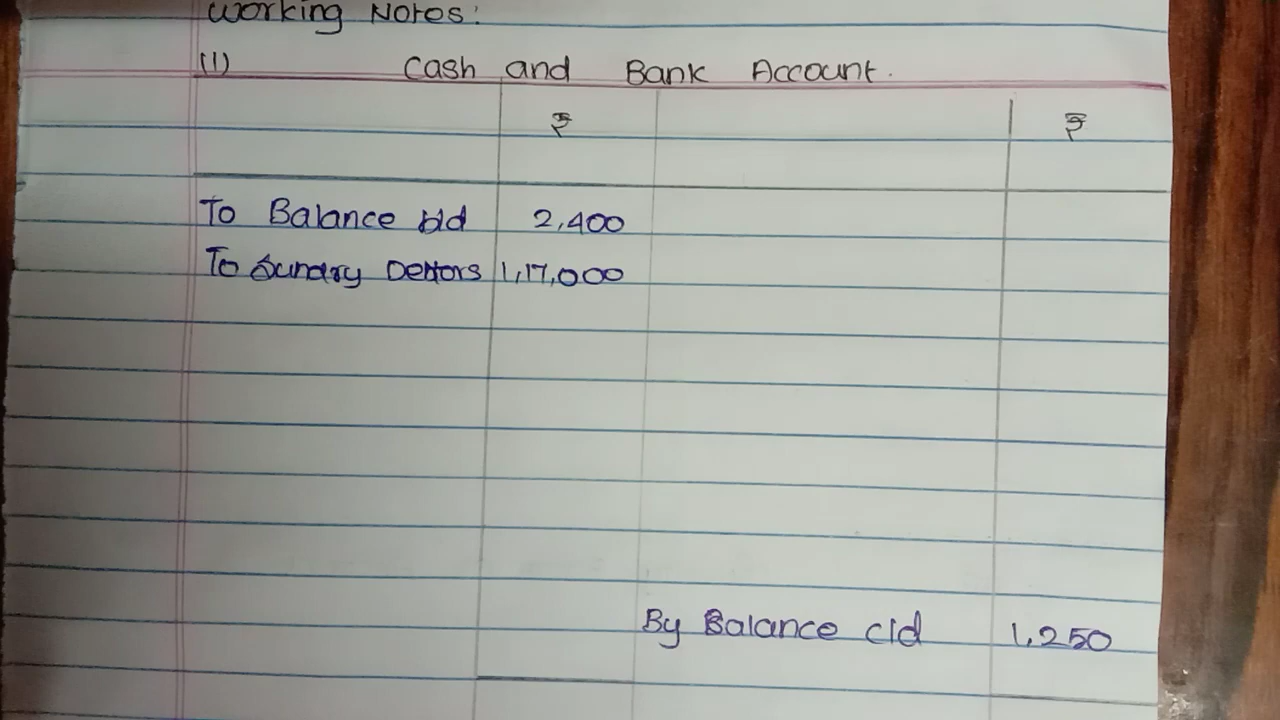 Working Notes:
(1) Cash and Bank Account.
₹ ₹
To Balance b/d 2,400
To Sundry Debtors 1,17,000
By Balance c/d 1,250